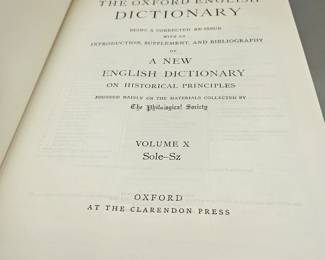 THE OXFORD ENGLISH
DICTIONARY
BEING A CORRECTED RE-ISSUE
WITH AN
INTRODUCTION, SUPPLEMENT, AND BIBLIOGRAPHY
OF
A NEW
ENGLISH DICTIONARY
ON HISTORICAL PRINCIPLES
FOUNDED MAINLY ON THE MATERIALS COLLECTED BY
The Philological Society
VOLUME X
Sole–Sz
OXFORD
AT THE CLARENDON PRESS